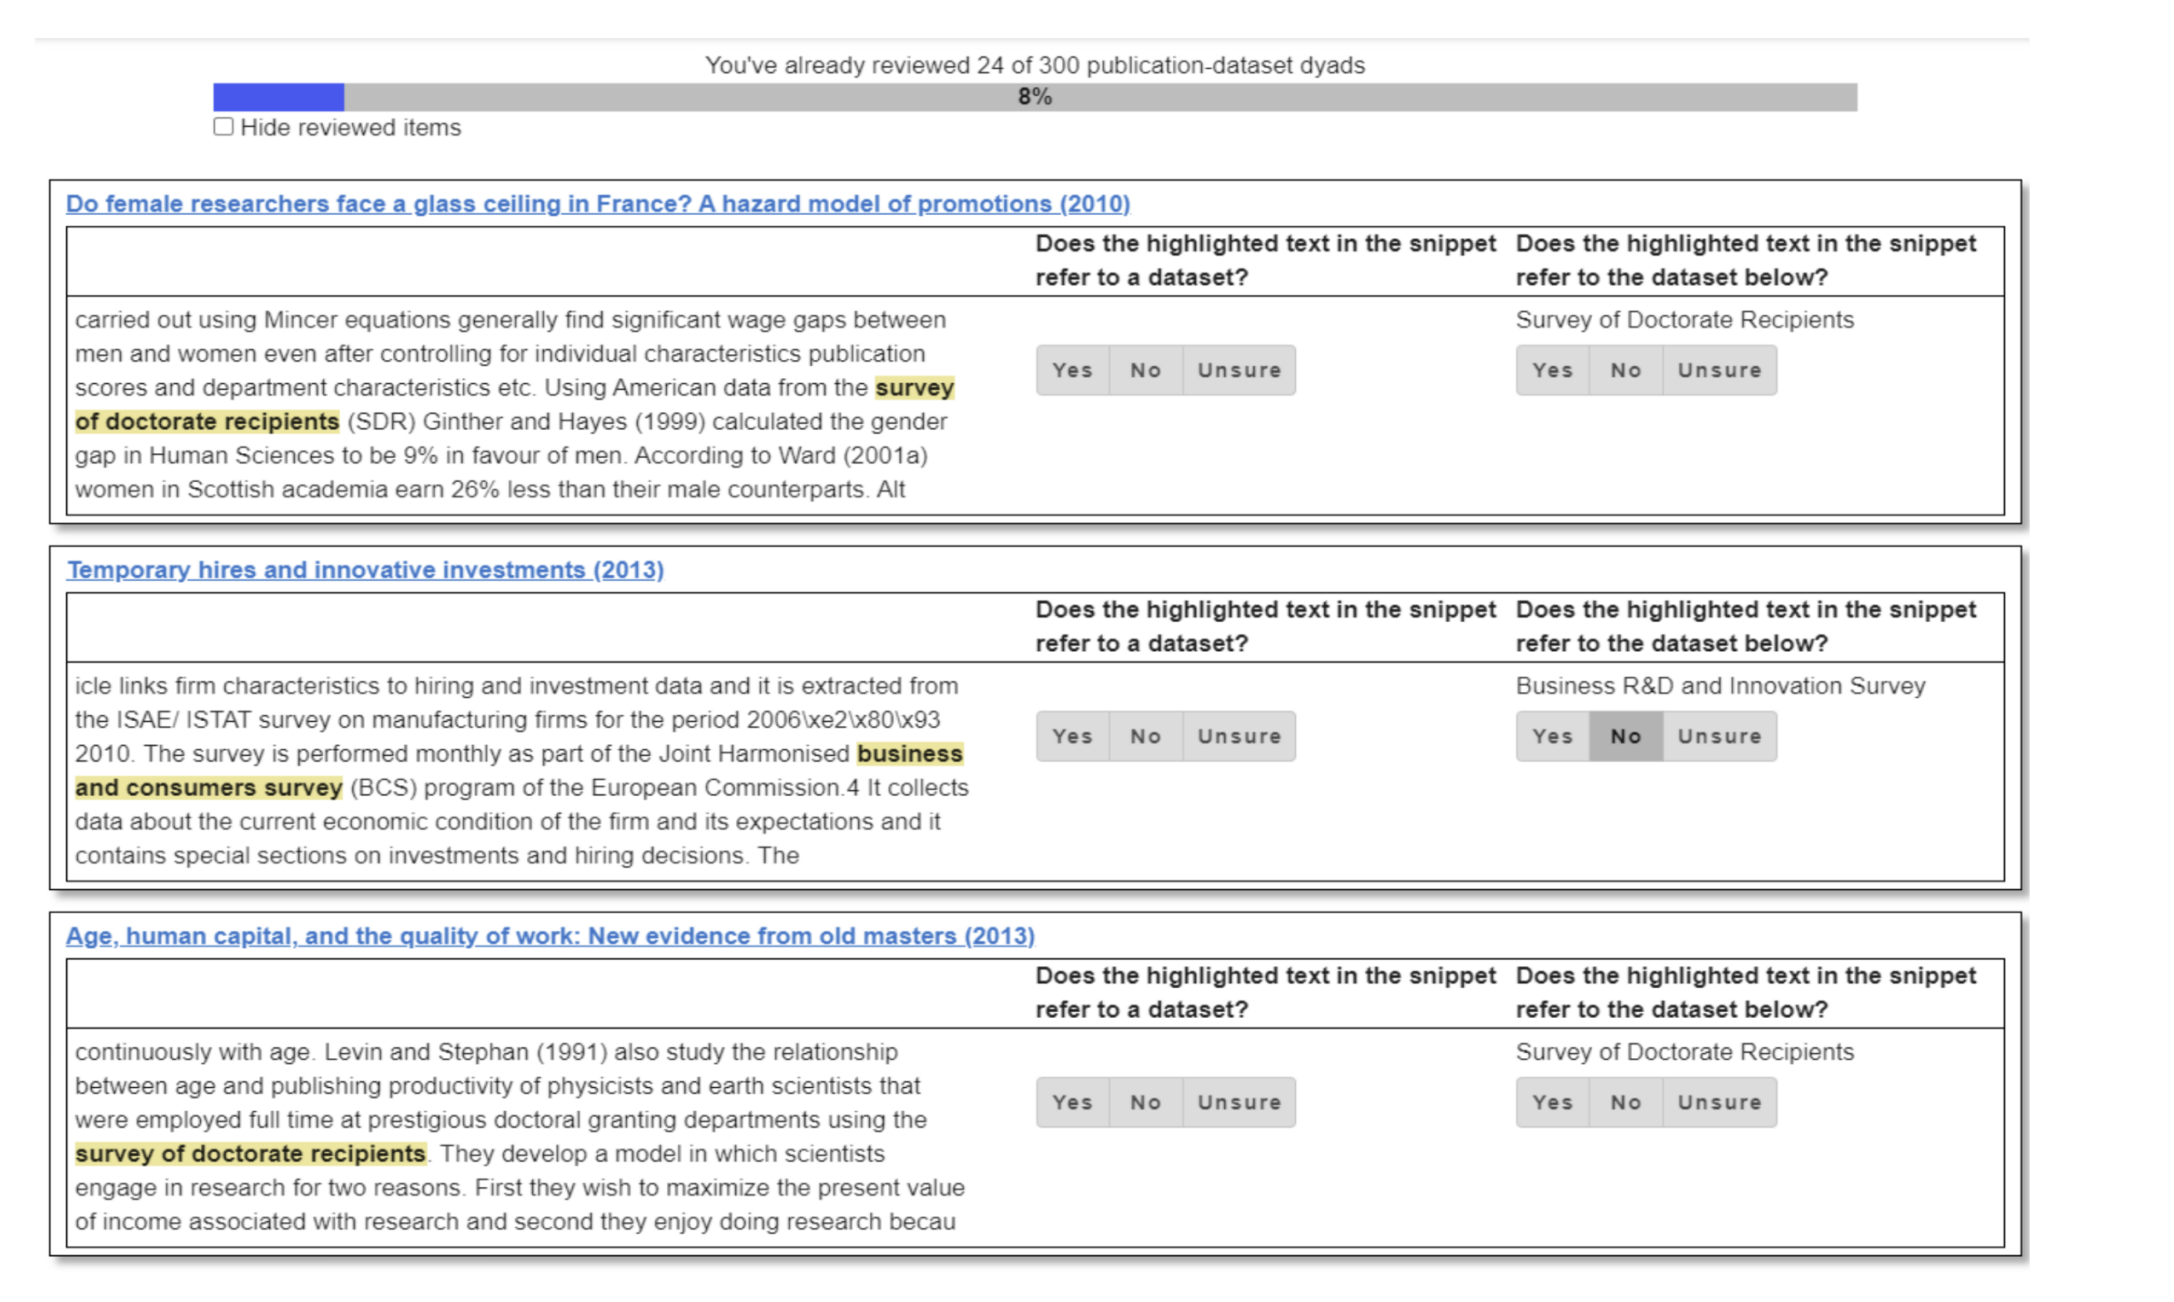 You've already reviewed 24 of 300 publication-dataset dyads
8%
Hide reviewed items
Do female researchers face a glass ceiling in France? A hazard model of promotions (2010)
Does the highlighted text in the snippet
refer to a dataset?
Does the highlighted text in the snippet
refer to the dataset below?
carried out using Mincer equations generally find significant wage gaps between
men and women even after controlling for individual characteristics publication
scores and department characteristics etc. Using American data from the survey
of doctorate recipients (SDR) Ginther and Hayes (1999) calculated the gender
gap in Human Sciences to be 9% in favour of men. According to Ward (2001a)
women in Scottish academia earn 26% less than their male counterparts. Alt
Yes No Unsure
Survey of Doctorate Recipients
Yes No Unsure
Temporary hires and innovative investments (2013)
Does the highlighted text in the snippet
refer to a dataset?
Does the highlighted text in the snippet
refer to the dataset below?
icle links firm characteristics to hiring and investment data and it is extracted from
the ISAE/ ISTAT survey on manufacturing firms for the period 2006\xe2\x80\x93
2010. The survey is performed monthly as part of the Joint Harmonised business
and consumers survey (BCS) program of the European Commission.4 It collects
data about the current economic condition of the firm and its expectations and it
contains special sections on investments and hiring decisions. The
Yes No Unsure
Business R&D and Innovation Survey
Yes No Unsure
Age, human capital, and the quality of work: New evidence from old masters (2013)
Does the highlighted text in the snippet
refer to a dataset?
Does the highlighted text in the snippet
refer to the dataset below?
continuously with age. Levin and Stephan (1991) also study the relationship
between age and publishing productivity of physicists and earth scientists that
were employed full time at prestigious doctoral granting departments using the
survey of doctorate recipients. They develop a model in which scientists
engage in research for two reasons. First they wish to maximize the present value
of income associated with research and second they enjoy doing research becau
Yes No Unsure
Survey of Doctorate Recipients
Yes No Unsure